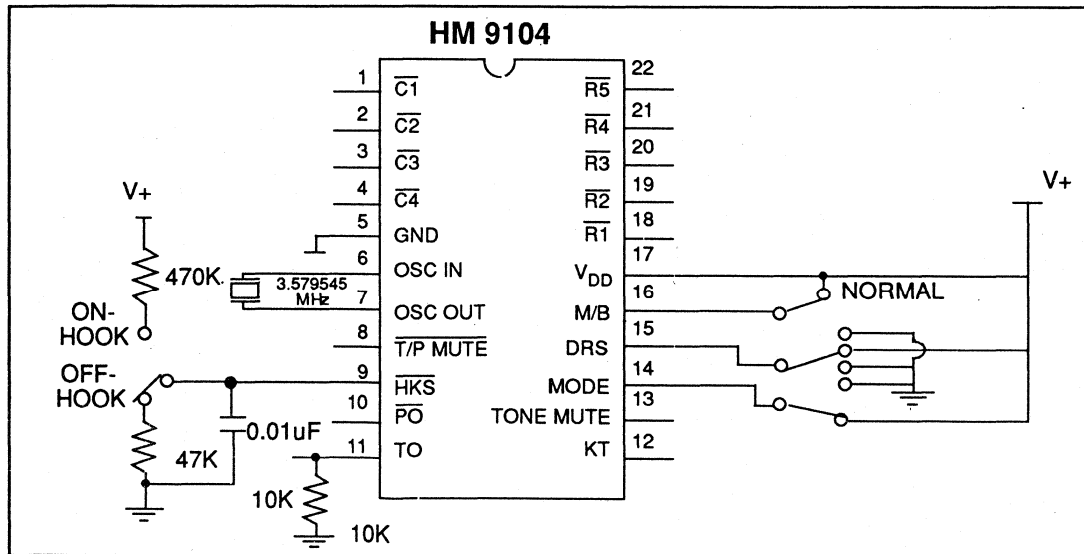 HM 9104
1
C1
22
R5
2
C2
21
R4
3
C3
20
R3
4
C4
19
R2
5
GND
18
R1
6
OSC IN
17
VDD
7
OSC OUT
16
M/B
8
T/P MUTE
15
DRS
9
HKS
14
MODE
10
PO
13
TONE MUTE
11
TO
12
KT
V+
470K
ON-
HOOK
OFF-
HOOK
3.579545
MHz
0.01uF
47K
10K
10K
V+
NORMAL